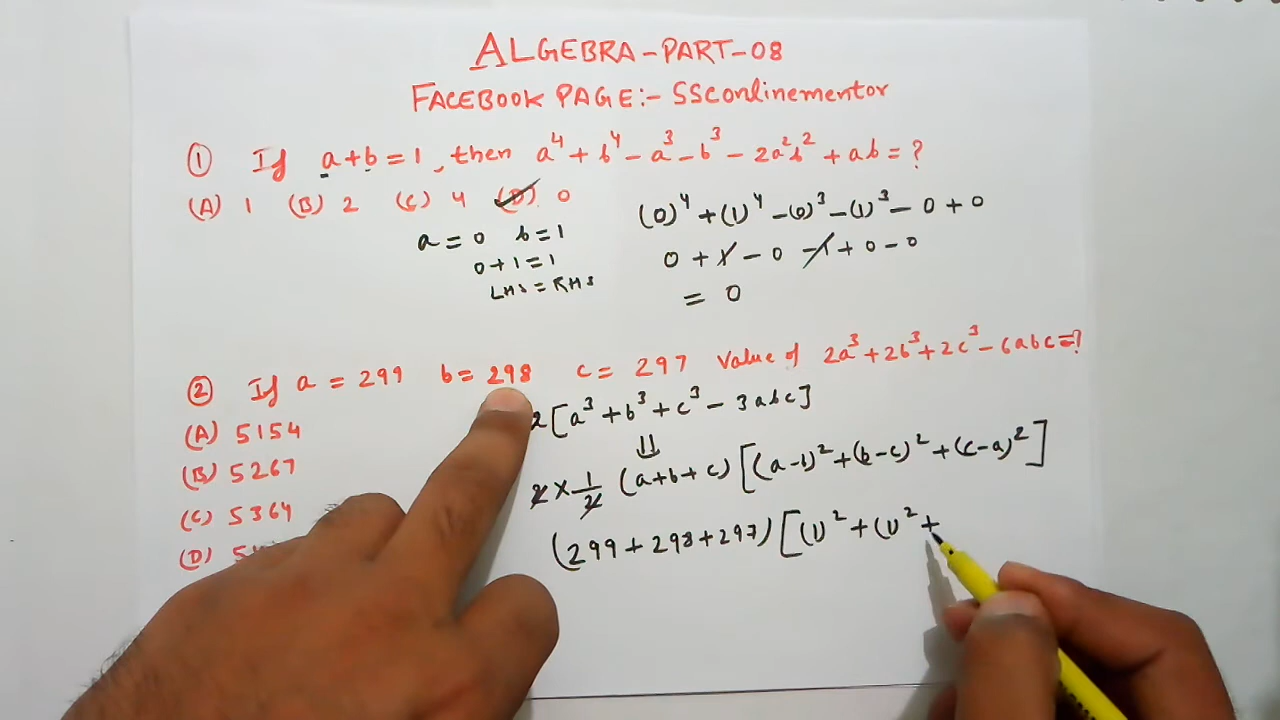 ALGEBRA-PART-08
FACEBOOK PAGE:- SSconlinementor
① If a+b=1, then a⁴+b⁴-a³-b³-2a²b²+ab=?
(A) 1 (B) 2 (C) 4 (D) 0
(0)⁴+(1)⁴-(0)³-(1)³-0+0
a=0 b=1
0+1=1
0+1-0-1+0-0
LHS=RHS
= 0
② If a=299 b=298 c=297 Value of 2a³+2b³+2c³-6abc=?
2[a³+b³+c³-3abc]
⇓
(A) 5154
(B) 5267
(C) 5364
(D)
2×1/2 (a+b+c)[(a-b)²+(b-c)²+(c-a)²]
(299+298+297)[(1)²+(1)²+